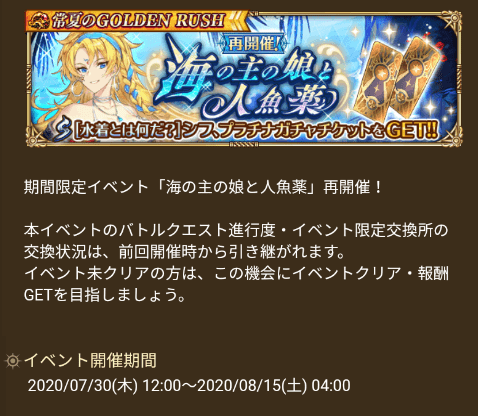 常夏のGOLDEN RUSH
再開催!
海の主の娘と
人魚薬
[水着とは何だ?]シフ、プラチナガチャチケットをGET!!
期間限定イベント「海の主の娘と人魚薬」再開催！
本イベントのバトルクエスト進行度・イベント限定交換所の
交換状況は、前回開催時から引き継がれます。
イベント未クリアの方は、この機会にイベントクリア・報酬
GETを目指しましょう。
イベント開催期間
2020/07/30(木) 12:00～2020/08/15(土) 04:00